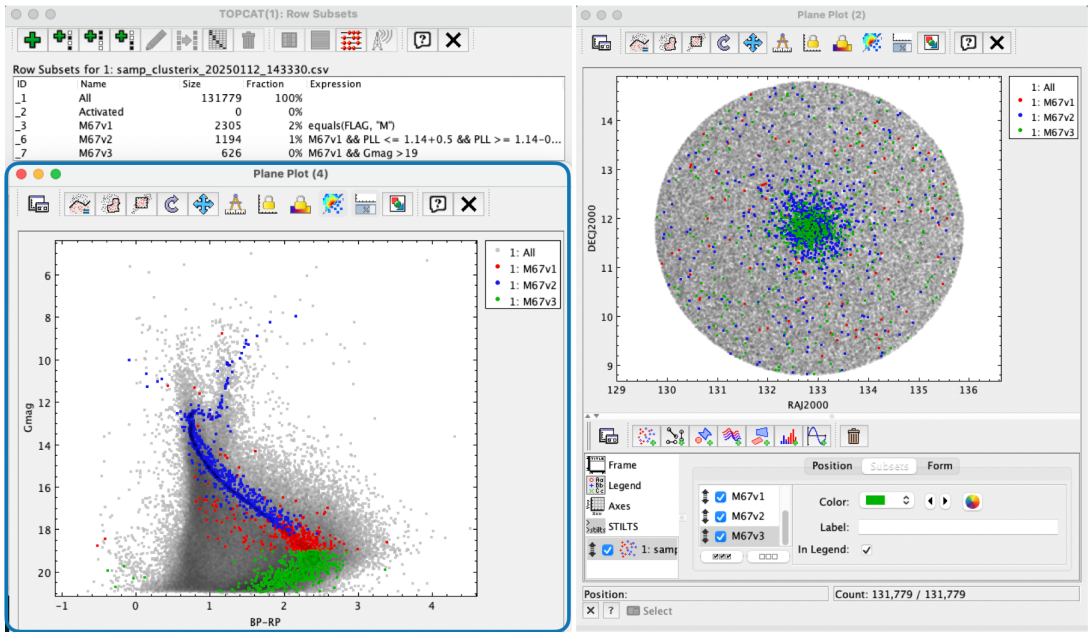 TOPCAT(1): Row Subsets
Row Subsets for 1: samp_clusterix_20250112_143330.csv
ID Name Size Fraction Expression
_1 All 131779 100%
_2 Activated 0 0%
_3 M67v1 2305 2% equals(FLAG, "M")
_6 M67v2 1194 1% M67v1 && PLL <= 1.14+0.5 && PLL >= 1.14-0...
_7 M67v3 626 0% M67v1 && Gmag >19
Plane Plot (4)
1: All
1: M67v1
1: M67v2
1: M67v3
Gmag
6
8
10
12
14
16
18
20
-1 0 1 2 3 4
BP-RP
Plane Plot (2)
1: All
1: M67v1
1: M67v2
1: M67v3
DECJ2000
14
13
12
11
10
9
129 130 131 132 133 134 135 136
RAJ2000
Frame
Legend
Axes
STILTS
1: samp
Position Subsets Form
M67v1
M67v2
M67v3
Color:
Label:
In Legend:
Position:
Count: 131,779 / 131,779
Select